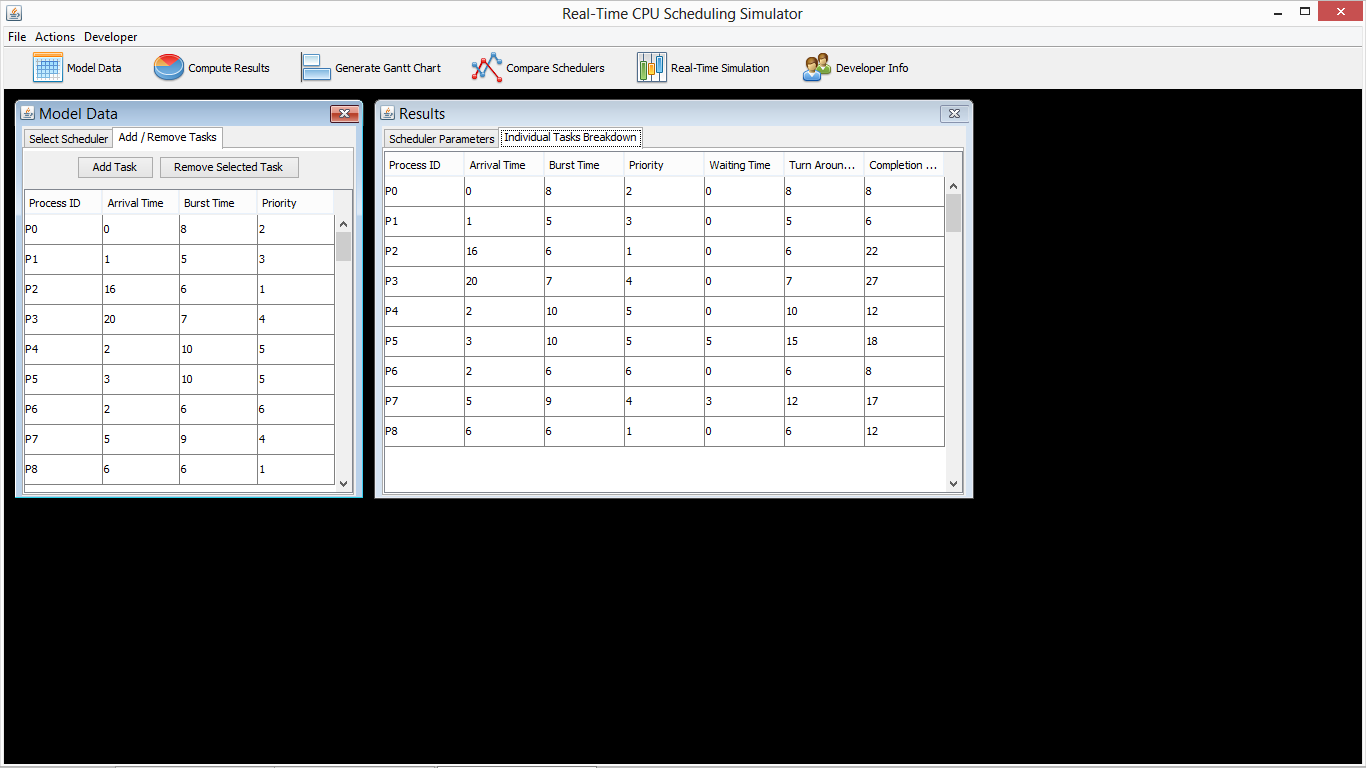 Real-Time CPU Scheduling Simulator
File Actions Developer
Model Data Compute Results Generate Gantt Chart Compare Schedulers Real-Time Simulation Developer Info
Model Data
Select Scheduler Add / Remove Tasks
Add Task Remove Selected Task
Process ID Arrival Time Burst Time Priority
P0 0 8 2
P1 1 5 3
P2 16 6 1
P3 20 7 4
P4 2 10 5
P5 3 10 5
P6 2 6 6
P7 5 9 4
P8 6 6 1
Results
Scheduler Parameters Individual Tasks Breakdown
Process ID Arrival Time Burst Time Priority Waiting Time Turn Aroun... Completion ...
P0 0 8 2 0 8 8
P1 1 5 3 0 5 6
P2 16 6 1 0 6 22
P3 20 7 4 0 7 27
P4 2 10 5 0 10 12
P5 3 10 5 5 15 18
P6 2 6 6 0 6 8
P7 5 9 4 3 12 17
P8 6 6 1 0 6 12